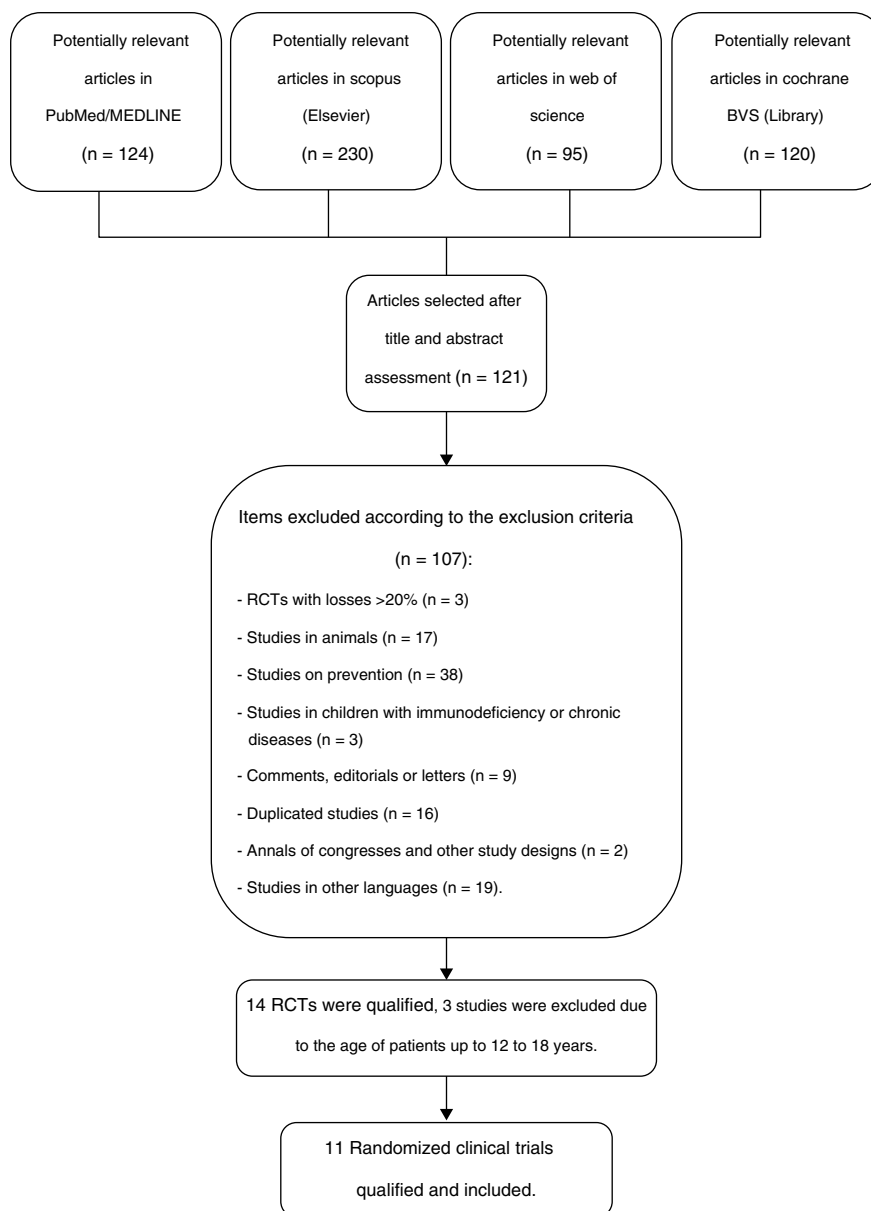 Potentially relevant
articles in
PubMed/MEDLINE
(n = 124)
Potentially relevant
articles in scopus
(Elsevier)
(n = 230)
Potentially relevant
articles in web of
science
(n = 95)
Potentially relevant
articles in cochrane
BVS (Library)
(n = 120)
Articles selected after
title and abstract
assessment (n = 121)
Items excluded according to the exclusion criteria
(n = 107):
- RCTs with losses >20% (n = 3)
- Studies in animals (n = 17)
- Studies on prevention (n = 38)
- Studies in children with immunodeficiency or chronic
diseases (n = 3)
- Comments, editorials or letters (n = 9)
- Duplicated studies (n = 16)
- Annals of congresses and other study designs (n = 2)
- Studies in other languages (n = 19).
14 RCTs were qualified, 3 studies were excluded due
to the age of patients up to 12 to 18 years.
11 Randomized clinical trials
qualified and included.